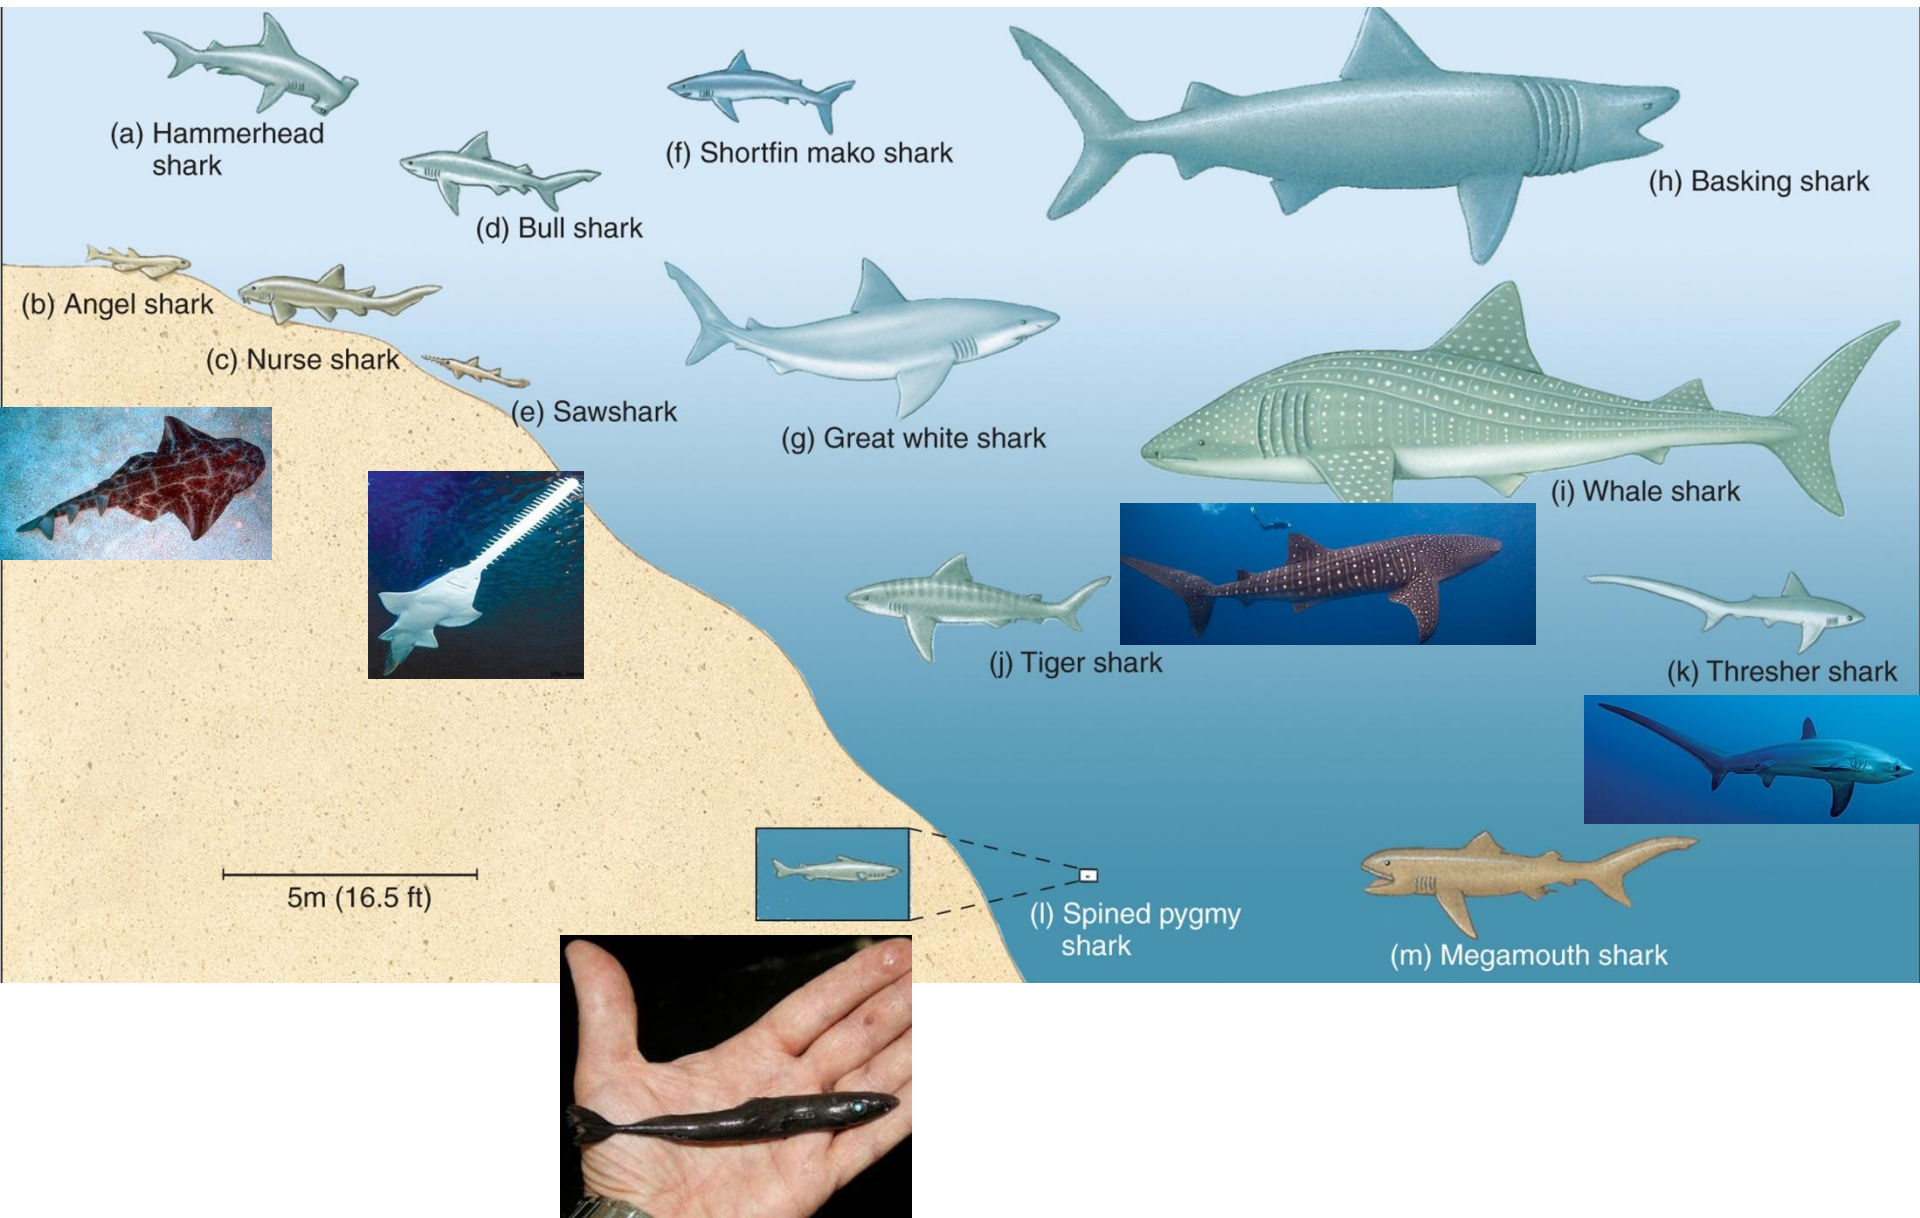 (a) Hammerhead
shark
(f) Shortfin mako shark
(h) Basking shark
(d) Bull shark
(b) Angel shark
(c) Nurse shark
(e) Sawshark
(g) Great white shark
(i) Whale shark
(j) Tiger shark
(k) Thresher shark
5m (16.5 ft)
(l) Spined pygmy
shark
(m) Megamouth shark